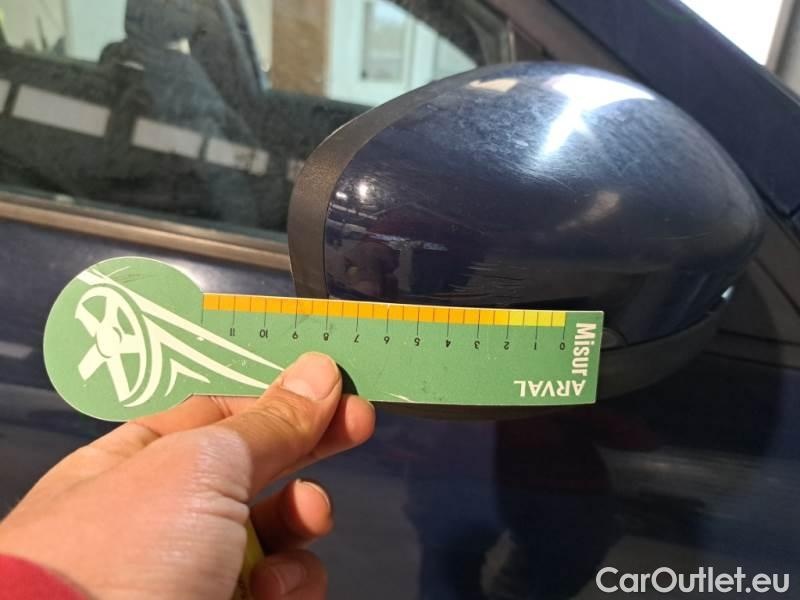 11 10 9 8 7 6 5 4 3 2 1 0
Misur
ARVAL
CarOutlet.eu